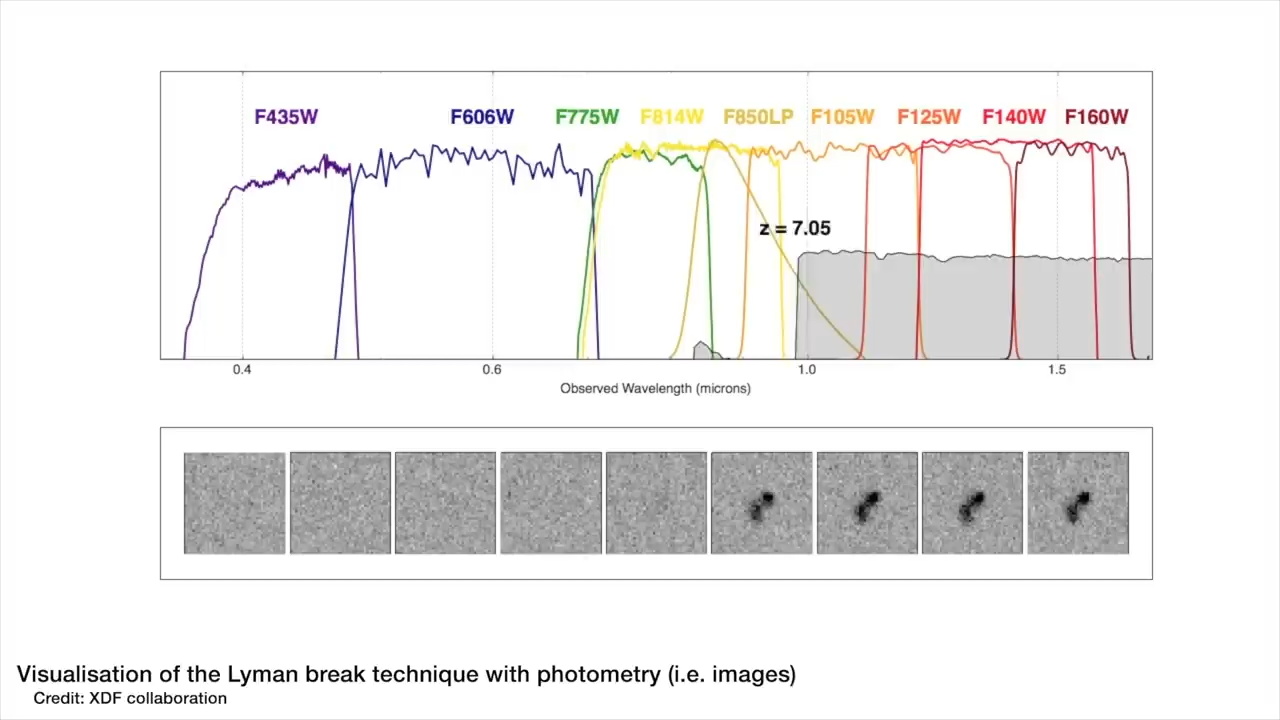 F435W F606W F775W F814W F850LP F105W F125W F140W F160W
z = 7.05
0.4 0.6 1.0 1.5
Observed Wavelength (microns)
Visualisation of the Lyman break technique with photometry (i.e. images)
Credit: XDF collaboration